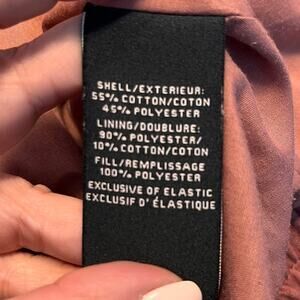 SHELL/EXTERIEUR:
55% COTTON/COTON
45% POLYESTER
LINING/DOUBLURE:
90% POLYESTER/
10% COTTON/COTON
FILL/REMPLISSAGE
100% POLYESTER
EXCLUSIVE OF ELASTIC
EXCLUSIF D' ÉLASTIQUE